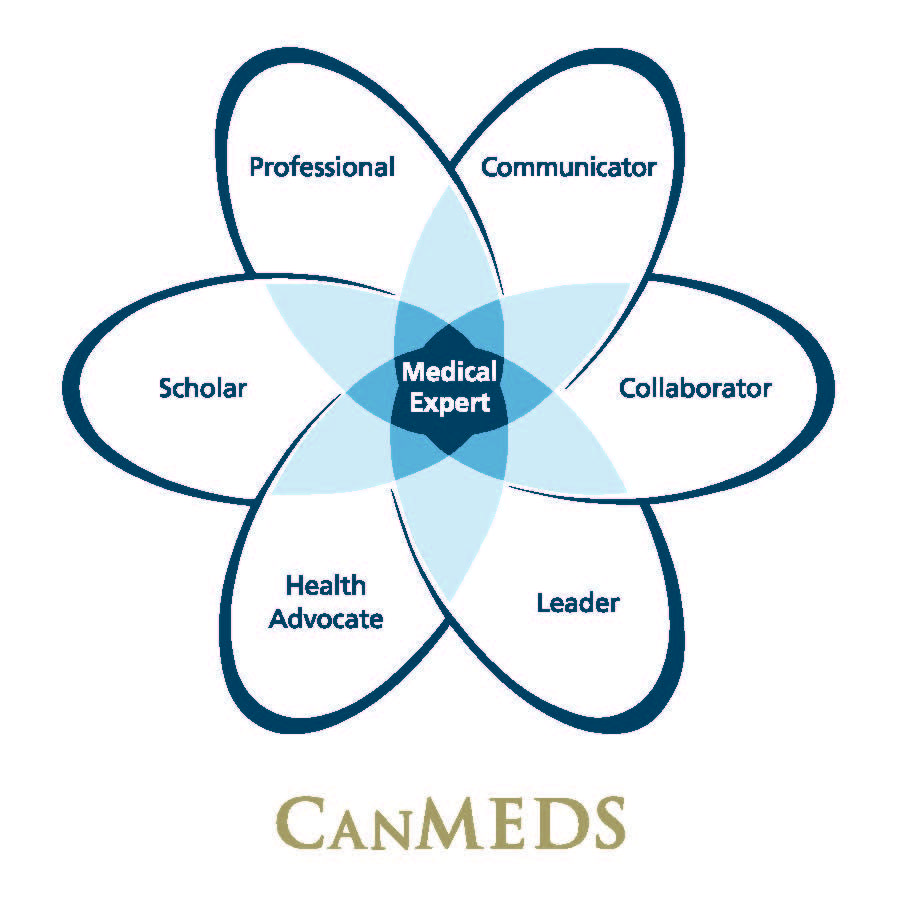 Professional
Communicator
Scholar
Medical
Expert
Collaborator
Health
Advocate
Leader
CANMEDS